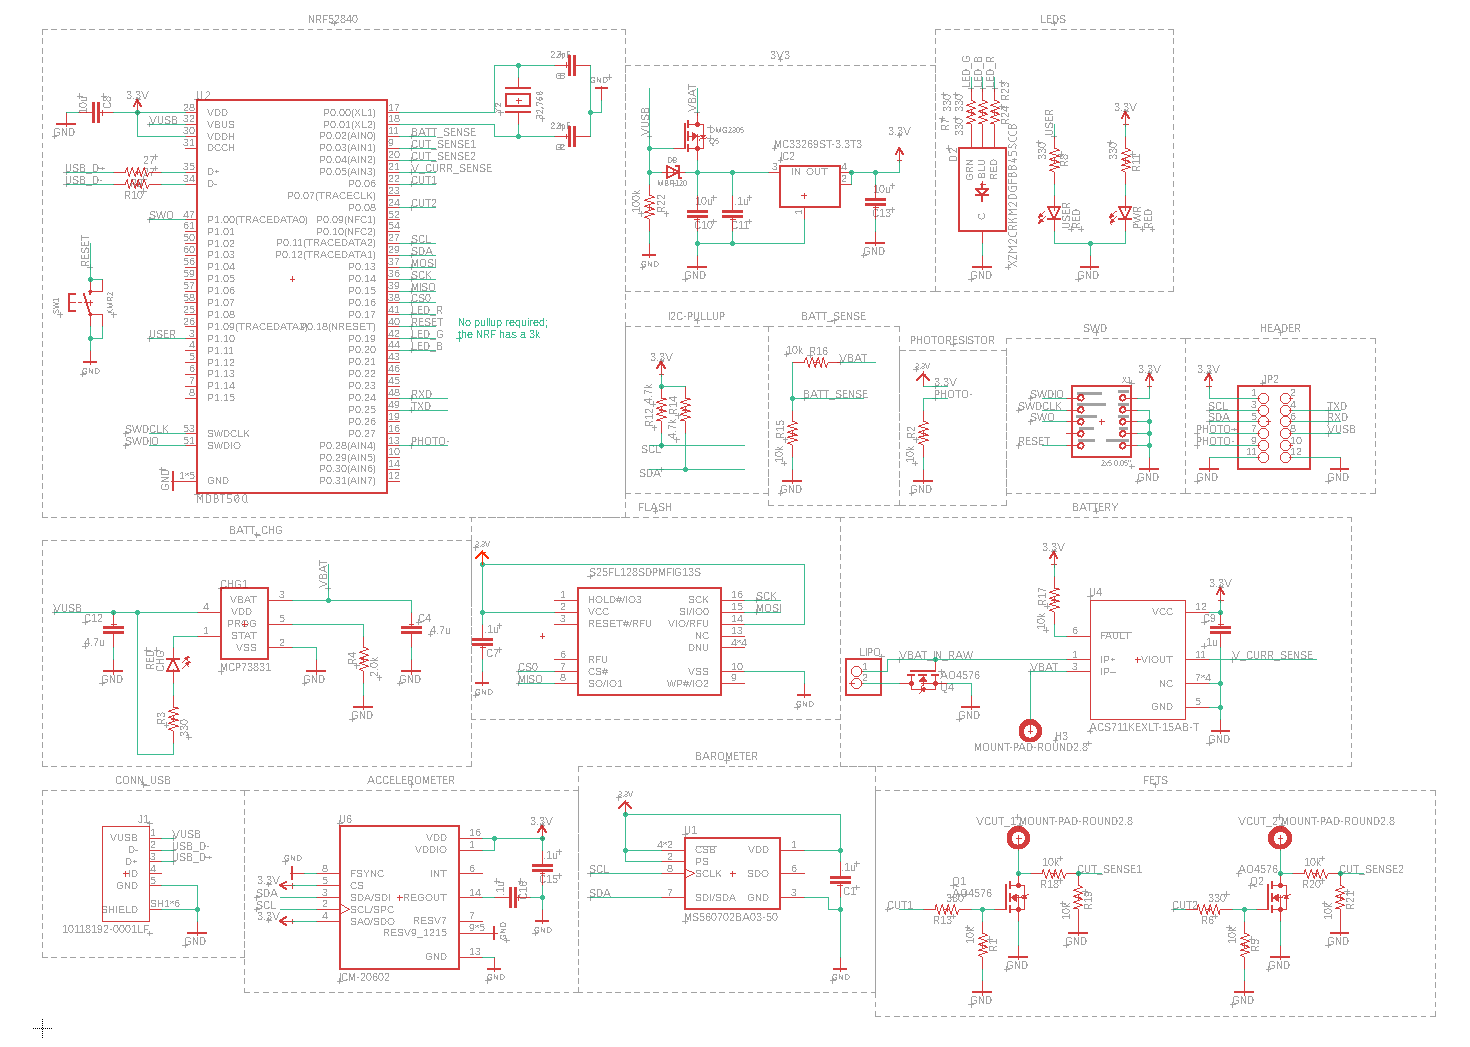 NRF52840
U2
10u
C8
3.3V
GND
VUSB
28 VDD
32 VBUS
30 VDDH
31 DCCH
USB_D+
USB_D-
27
R10
35 D+
34 D-
SWO
47 P1.00(TRACEDATA0)
61 P1.01
50 P1.02
60 P1.03
56 P1.04
59 P1.05
57 P1.06
58 P1.07
25 P1.08
26 P1.09(TRACEDATA3)
USER
3 P1.10
4 P1.11
5 P1.12
6 P1.13
7 P1.14
8 P1.15
SWDCLK
53 SWDCLK
SWDIO
51 SWDIO
GND
1*5 GND
MDBT50Q
RESET
SW1
KMR2
GND
P0.00(XL1) 17
P0.01(XL2) 18
P0.02(AIN0) 11 BATT_SENSE
P0.03(AIN1) 9 CUT_SENSE1
P0.04(AIN2) 20 CUT_SENSE2
P0.05(AIN3) 21 V_CURR_SENSE
P0.06 22 CUT1
P0.07(TRACECLK) 23
P0.08 24 CUT2
P0.09(NFC1) 52
P0.10(NFC2) 54
P0.11(TRACEDATA2) 27 SCL
P0.12(TRACEDATA1) 29 SDA
P0.13 37 MOSI
P0.14 36 SCK
P0.15 39 MISO
P0.16 38 CS0
P0.17 41 LED_R
P0.18(NRESET) 40 RESET
P0.19 42 LED_G
P0.20 44 LED_B
P0.21 43
P0.22 46
P0.23 45
P0.24 48 RXD
P0.25 49 TXD
P0.26 19
P0.27 16
P0.28(AIN4) 13 PHOTO-
P0.29(AIN5) 10
P0.30(AIN6) 14
P0.31(AIN7) 12
No pullup required;
the NRF has a 3k
22pF
22pF
32.768
GND
3V3
VUSB
VBAT
DMG2305
Q5
D8
MBR120
100k
R22
GND
10u
C10
.1u
C11
GND
MC33269ST-3.3T3
IC2
3 IN OUT 4
2
1
3.3V
10u
C13
GND
LEDS
LED_G
LED_B
LED_R
R7 330
330
330
R24
R23
D2
GRN
BLU
RED
C
XZM2CRKM2DGFBB45SCCB
GND
USER
330
R8
USER
RED
3.3V
330
R11
PWR
RED
GND
I2C-PULLUP
3.3V
R12
4.7k
4.7k
R14
SCL
SDA
BATT_SENSE
10k R16
VBAT
BATT_SENSE
10k R15
GND
PHOTORESISTOR
3.3V
3.3V
PHOTO-
10k R2
GND
SWD
X1
3.3V
SWDIO
SWDCLK
SWO
RESET
2x5 0.05"
GND
HEADER
3.3V
JP2
1 2
SCL 3 4 TXD
SDA 5 6 RXD
PHOTO- 7 8 VUSB
PHOTO- 9 10
11 12
GND
GND
BATT_CHG
VUSB
C12
4.7u
GND
CHG1
4 VDD
VBAT 3
PROG 5
1 STAT
VSS 2
MCP73831
VBAT
RED
CHG
R3
330
GND
R4
2.0k
GND
C4
4.7u
GND
FLASH
3.3V
.1u
C7
GND
S25FL128SDPMFIG13S
1 HOLD#/IO3
2 VCC
3 RESET#/RFU
6 RFU
CS0 7 CS#
MISO 8 SO/IO1
SCK 16 SCK
SI/IO0 15 MOSI
VIO/RFU 14
NC 13
DNU 4*4
VSS 10
WP#/IO2 9
GND
BATTERY
3.3V
R17
10k
LIPO
1
2
VBAT_IN_RAW
VBAT
AO4576
Q4
GND
H3
MOUNT-PAD-ROUND2.8"
U4
6 FAULT
1 IP+
3 IP-
VCC 12
VIOUT 11
NC 7*4
GND 5
ACS711KEXLT-15AB-T
3.3V
C9
.1u
V_CURR_SENSE
GND
CONN_USB
J1
VUSB 1 VUSB
D- 2 USB_D-
D+ 3 USB_D+
ID 4
GND 5
SHIELD SH1*6
10118192-0001LF
GND
ACCELEROMETER
U6
GND
3.3V
SDA
SCL
3.3V
8 FSYNC
5 CS
3 SDA/SDI
2 SCL/SPC
4 SA0/SDO
VDD 16
VDDIO 1
INT 6
REGOUT 14
RESV7 7
RESV9_1215 9*5
GND 13
ICM-20602
3.3V
.1u
C15
.1u
C16
GND
GND
GND
BAROMETER
3.3V
U1
4*2 CSB
2 PS
SCL 8 SCLK
SDA 7 SDI/SDA
VDD 1
SDO 6
GND 3
MS560702BA03-50
.1u
C1
GND
FETS
VCUT_1 MOUNT-PAD-ROUND2.8
10k
R18
CUT_SENSE1
Q1
AO4576
CUT1
330
R13
10k
R1
10k
R19
GND
GND
GND
VCUT_2 MOUNT-PAD-ROUND2.8
10k
R20
CUT_SENSE2
AO4576
Q2
CUT2
330
R6
10k
R9
10k
R21
GND
GND
GND